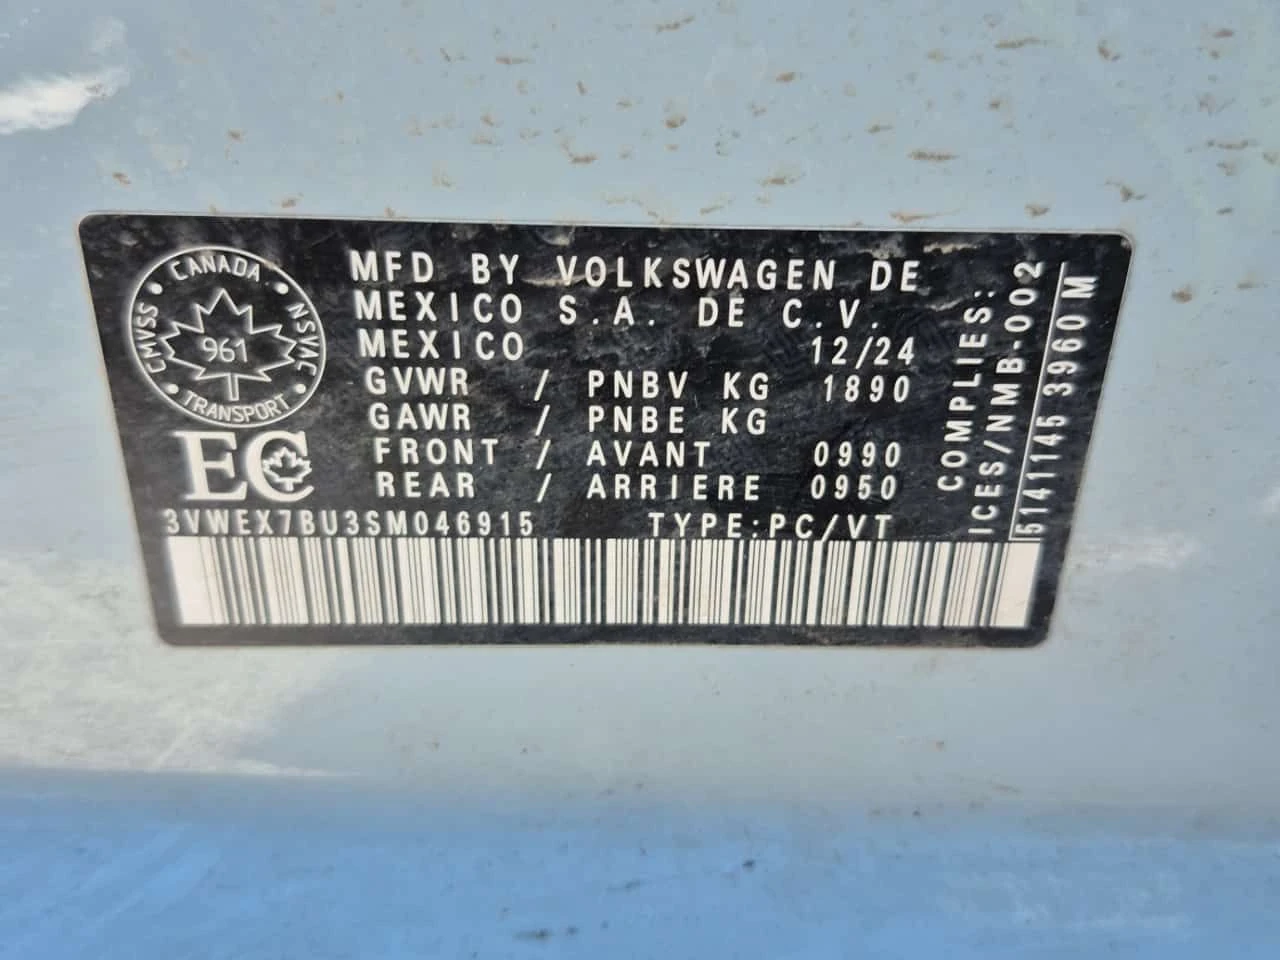 CANADA
CMVSS
NSVAC
961
TRANSPORT
EC
MFD BY VOLKSWAGEN DE
MEXICO S.A. DE C.V.
MEXICO 12/24
GVWR / PNBV KG 1890
GAWR / PNBE KG
FRONT / AVANT 0990
REAR / ARRIERE 0950
3VWEX7BU3SM046915 TYPE:PC/VT
COMPLIES:
ICES/NMB-002
5141145 3960 M